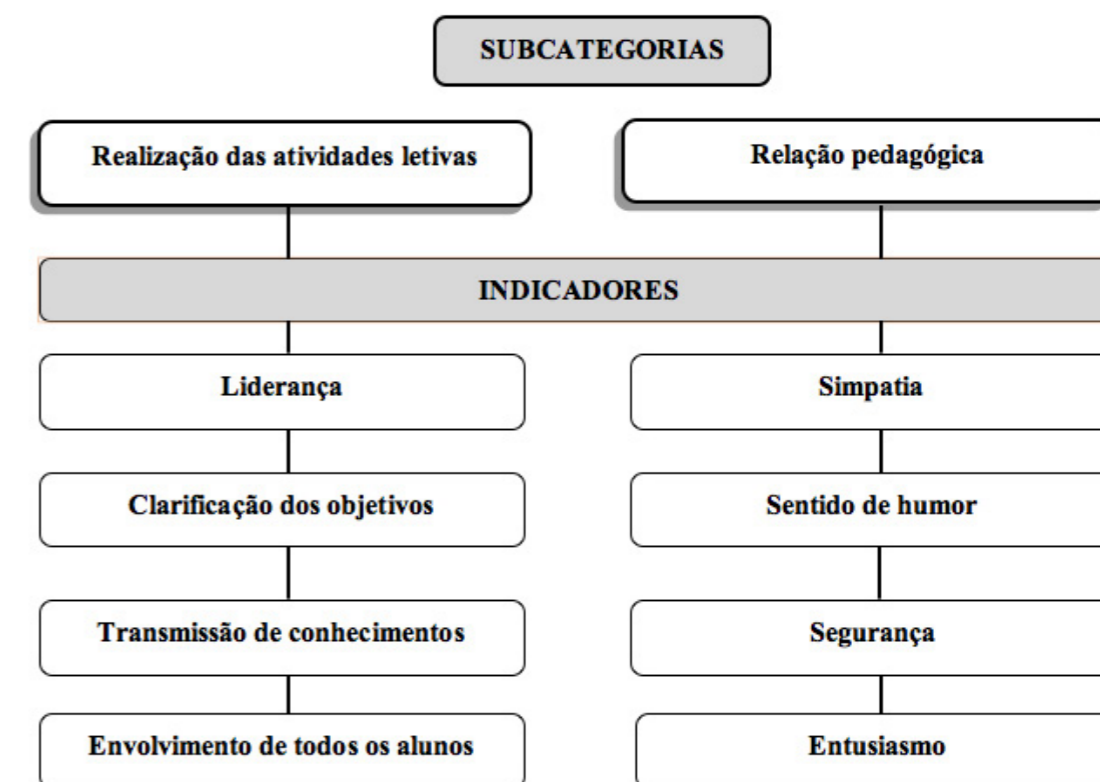 SUBCATEGORIAS
Realização das atividades letivas
Relação pedagógica
INDICADORES
Liderança
Simpatia
Clarificação dos objetivos
Sentido de humor
Transmissão de conhecimentos
Segurança
Envolvimento de todos os alunos
Entusiasmo